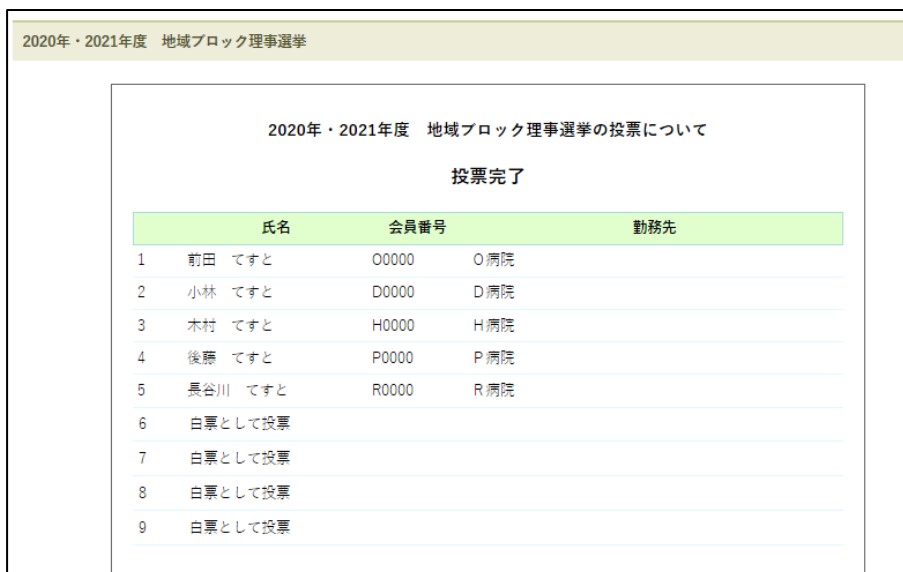 2020年・2021年度　地域ブロック理事選挙
2020年・2021年度　地域ブロック理事選挙の投票について
投票完了
氏名 会員番号 勤務先
1 前田　てすと O0000 O病院
2 小林　てすと D0000 D病院
3 木村　てすと H0000 H病院
4 後藤　てすと P0000 P病院
5 長谷川　てすと R0000 R病院
6 白票として投票
7 白票として投票
8 白票として投票
9 白票として投票